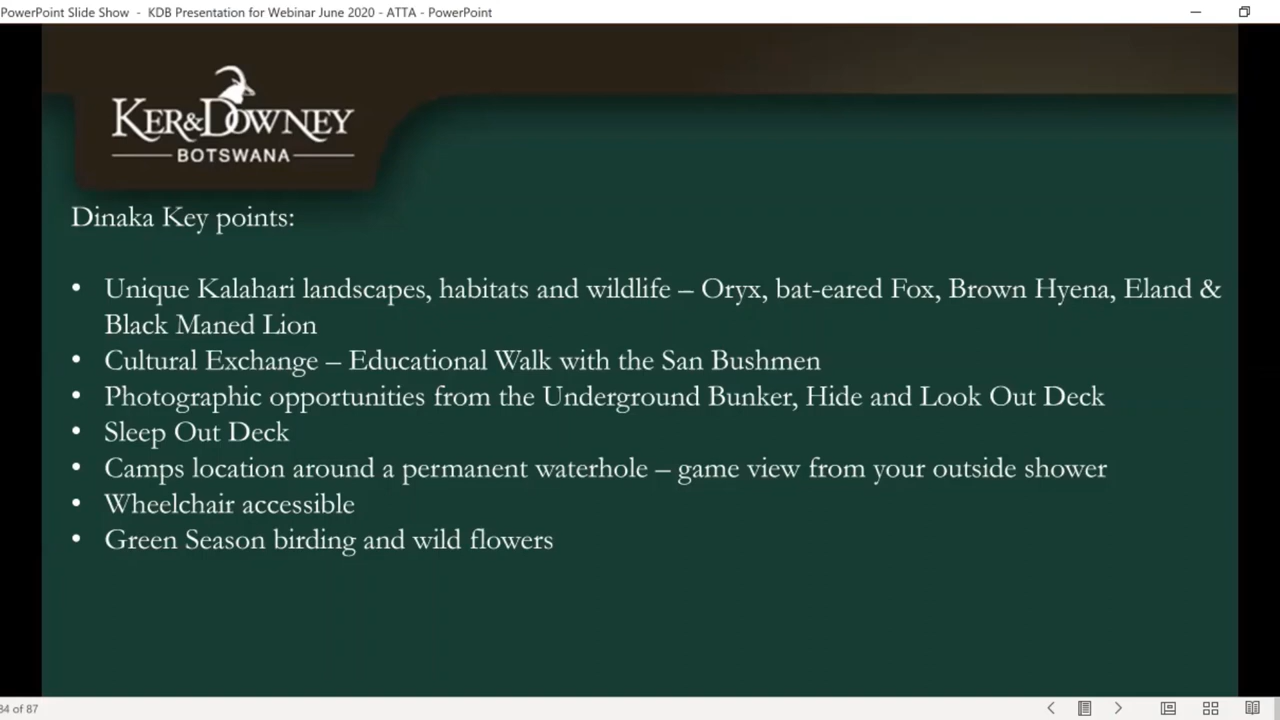 PowerPoint Slide Show - KDB Presentation for Webinar June 2020 - ATTA - PowerPoint
KER&DOWNEY
BOTSWANA
Dinaka Key points:
• Unique Kalahari landscapes, habitats and wildlife – Oryx, bat-eared Fox, Brown Hyena, Eland &
Black Maned Lion
• Cultural Exchange – Educational Walk with the San Bushmen
• Photographic opportunities from the Underground Bunker, Hide and Look Out Deck
• Sleep Out Deck
• Camps location around a permanent waterhole – game view from your outside shower
• Wheelchair accessible
• Green Season birding and wild flowers
34 of 87